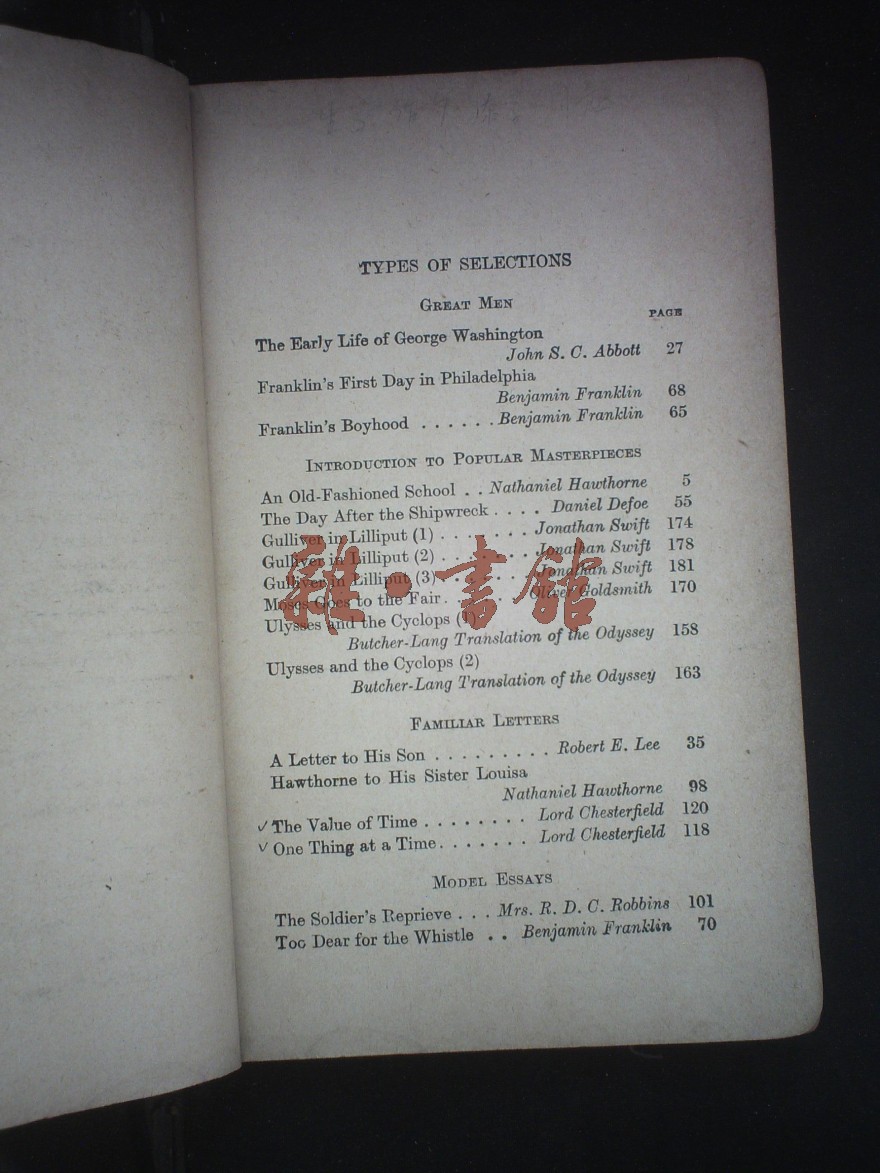 TYPES OF SELECTIONS
GREAT MEN
PAGE
The Early Life of George Washington
John S. C. Abbott 27
Franklin's First Day in Philadelphia
Benjamin Franklin 68
Franklin's Boyhood . . . . . . Benjamin Franklin 65
INTRODUCTION TO POPULAR MASTERPIECES
An Old-Fashioned School . . Nathaniel Hawthorne 5
The Day After the Shipwreck . . . . Daniel Defoe 55
Gulliver in Lilliput (1) . . . . . . . Jonathan Swift 174
Gulliver in Lilliput (2) . . . . . . . Jonathan Swift 178
Gulliver in Lilliput (3) . . . . . . . Jonathan Swift 181
Moses Goes to the Fair . . . . . . Oliver Goldsmith 170
Ulysses and the Cyclops (1)
Butcher-Lang Translation of the Odyssey 158
Ulysses and the Cyclops (2)
Butcher-Lang Translation of the Odyssey 163
FAMILIAR LETTERS
A Letter to His Son . . . . . . . . . Robert E. Lee 35
Hawthorne to His Sister Louisa
Nathaniel Hawthorne 98
✓ The Value of Time . . . . . . . . Lord Chesterfield 120
✓ One Thing at a Time . . . . . . . Lord Chesterfield 118
MODEL ESSAYS
The Soldier's Reprieve . . . Mrs. R. D. C. Robbins 101
Too Dear for the Whistle . . Benjamin Franklin 70
雜·書館